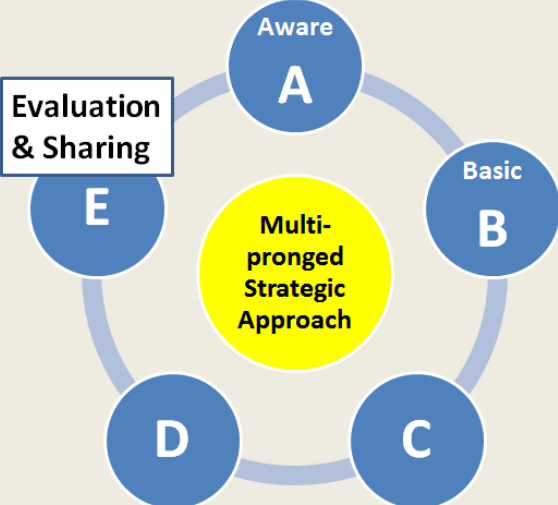 Aware
A
Evaluation
& Sharing
E
Basic
B
Multi-
pronged
Strategic
Approach
D
C